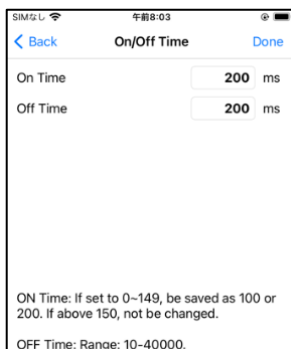 SIMなし 午前8:03
Back On/Off Time Done
On Time 200 ms
Off Time 200 ms
ON Time: If set to 0~149, be saved as 100 or
200. If above 150, not be changed.
OFF Time: Range: 10-40000.